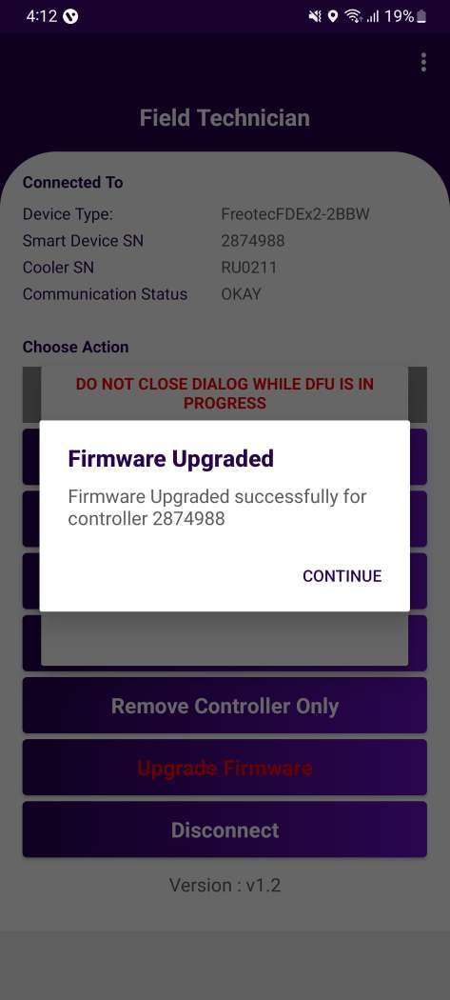 4:12
19%
Field Technician
Connected To
Device Type: FreotecFDEx2-2BBW
Smart Device SN 2874988
Cooler SN RU0211
Communication Status OKAY
Choose Action
DO NOT CLOSE DIALOG WHILE DFU IS IN
PROGRESS
Firmware Upgraded
Firmware Upgraded successfully for
controller 2874988
CONTINUE
Remove Controller Only
Upgrade Firmware
Disconnect
Version : v1.2